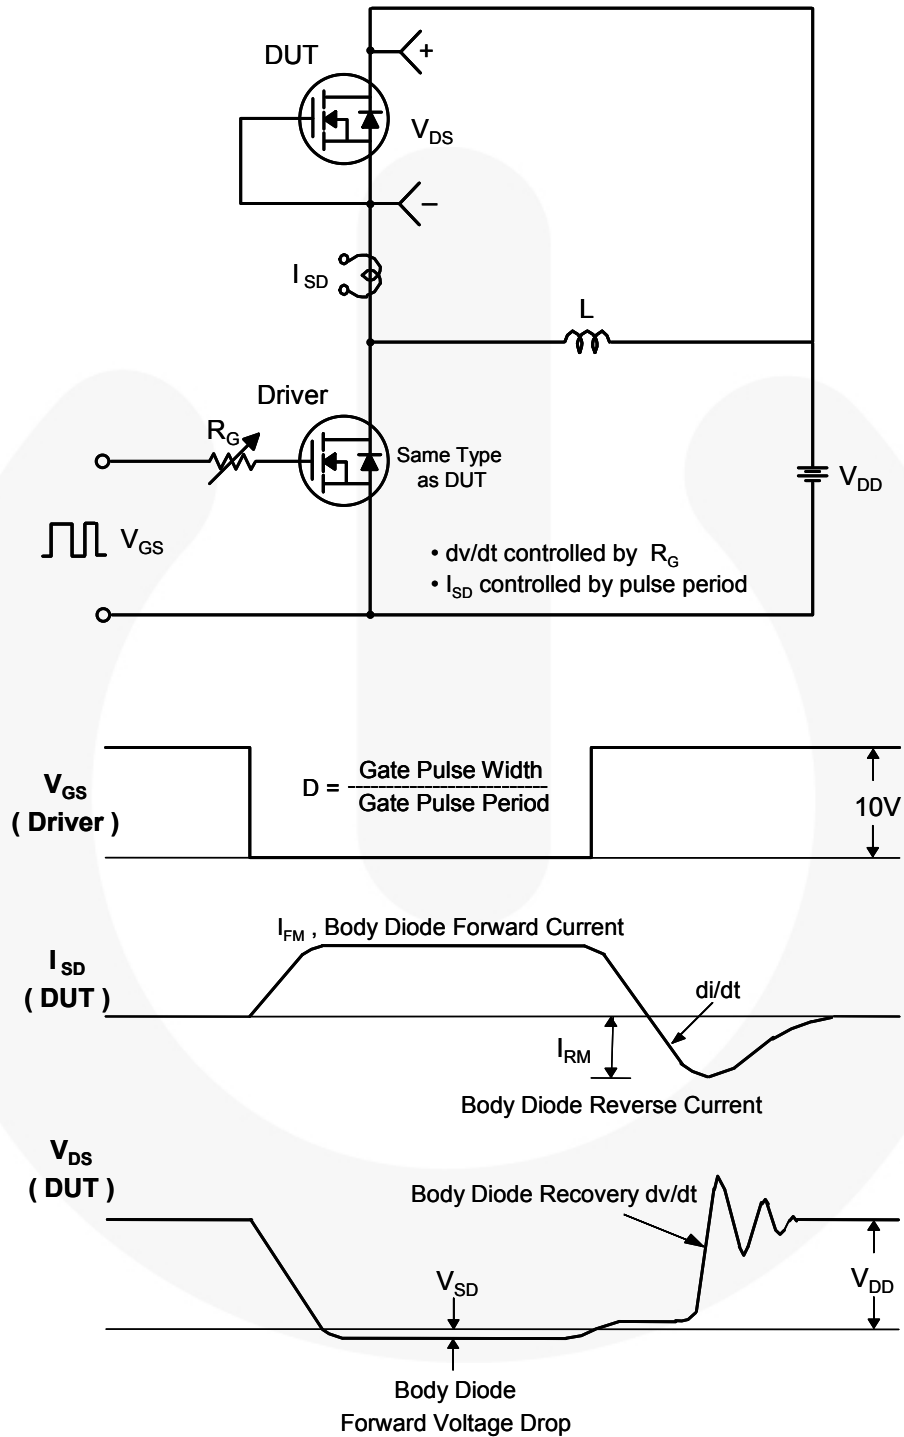 DUT
+
V_DS
−
I_SD
L
Driver
R_G
Same Type
as DUT
V_DD
V_GS
• dv/dt controlled by R_G
• I_SD controlled by pulse period
V_GS
( Driver )
D = Gate Pulse Width
--------------------------
Gate Pulse Period
10V
I_FM , Body Diode Forward Current
I_SD
( DUT )
di/dt
I_RM
Body Diode Reverse Current
V_DS
( DUT )
Body Diode Recovery dv/dt
V_SD
V_DD
Body Diode
Forward Voltage Drop